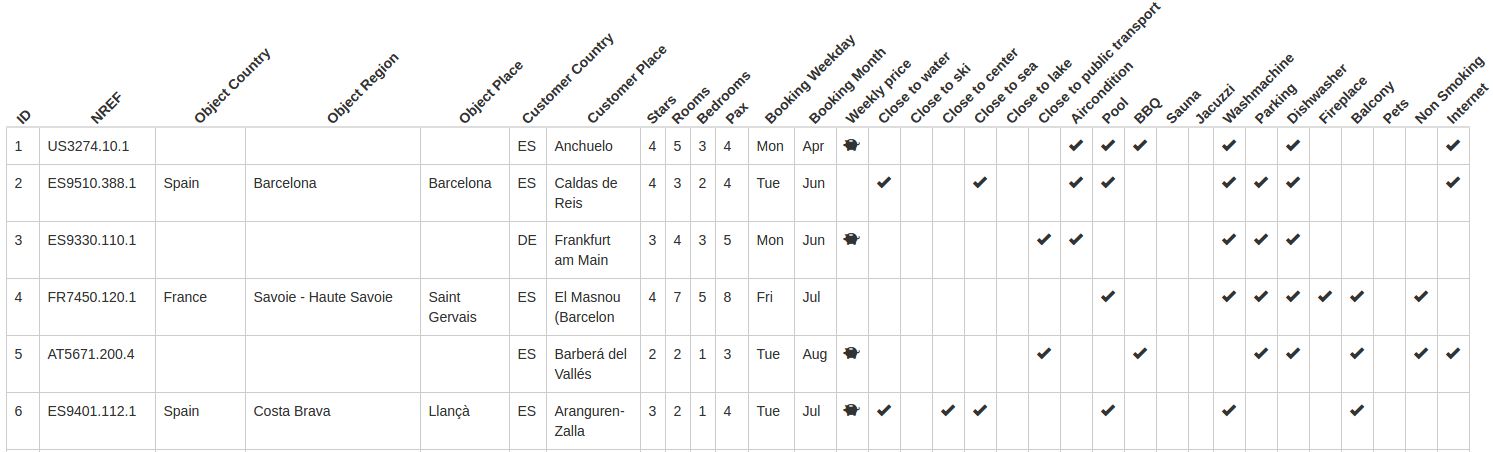 ID NREF Object Country Object Region Object Place Customer Country Customer Place Stars Rooms Bedrooms Pax Booking Weekday Booking Month Weekly price Close to water Close to ski Close to center Close to sea Close to lake Close to public transport Aircondition Pool BBQ Sauna Jacuzzi Washmachine Parking Dishwasher Fireplace Balcony Pets Non Smoking Internet
1 US3274.10.1 ES Anchuelo 4 5 3 4 Mon Apr
2 ES9510.388.1 Spain Barcelona Barcelona ES Caldas de 4 3 2 4 Tue Jun
Reis
3 ES9330.110.1 DE Frankfurt 3 4 3 5 Mon Jun
am Main
4 FR7450.120.1 France Savoie - Haute Savoie Saint ES El Masnou 4 7 5 8 Fri Jul
Gervais (Barcelon
5 AT5671.200.4 ES Barberá del 2 2 1 3 Tue Aug
Vallés
6 ES9401.112.1 Spain Costa Brava Llançà ES Aranguren- 3 2 1 4 Tue Jul
Zalla